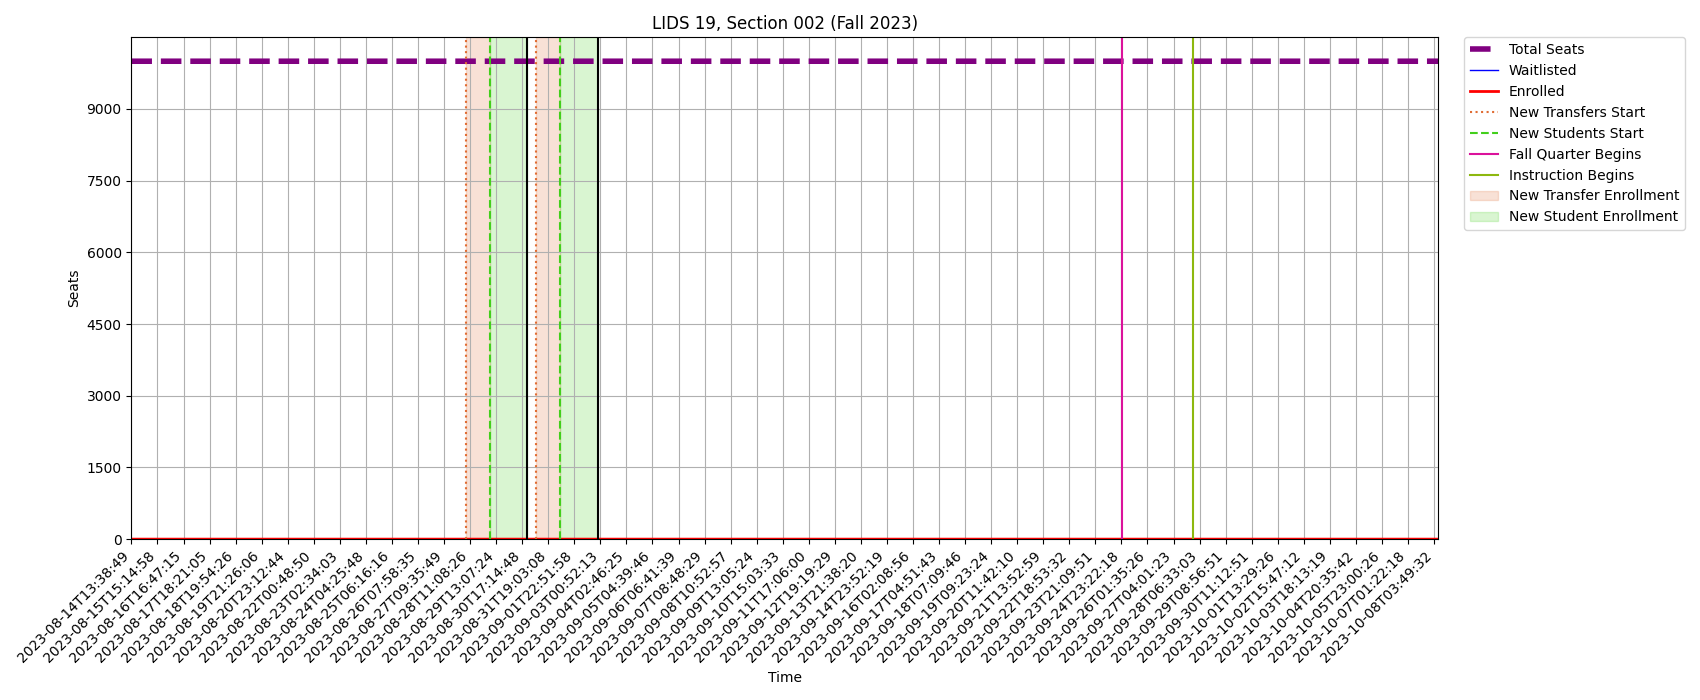 LIDS 19, Section 002 (Fall 2023)
Total Seats
Waitlisted
Enrolled
New Transfers Start
New Students Start
Fall Quarter Begins
Instruction Begins
New Transfer Enrollment
New Student Enrollment
Seats
9000
7500
6000
4500
3000
1500
0
2023-08-14T13:38:49
2023-08-15T15:14:58
2023-08-16T16:47:15
2023-08-17T18:21:05
2023-08-18T19:54:26
2023-08-19T21:26:06
2023-08-20T23:12:44
2023-08-22T00:48:50
2023-08-23T02:34:03
2023-08-24T04:25:48
2023-08-25T06:16:16
2023-08-26T07:58:35
2023-08-27T09:35:49
2023-08-28T11:08:26
2023-08-29T13:07:24
2023-08-30T17:14:48
2023-08-31T19:03:08
2023-09-01T22:51:58
2023-09-03T00:52:13
2023-09-04T02:46:25
2023-09-05T04:39:46
2023-09-06T06:41:39
2023-09-07T08:48:29
2023-09-08T10:52:57
2023-09-09T13:05:24
2023-09-10T15:03:33
2023-09-11T17:06:00
2023-09-12T19:19:29
2023-09-13T21:38:20
2023-09-14T23:52:19
2023-09-16T02:08:56
2023-09-17T04:51:43
2023-09-18T07:09:46
2023-09-19T09:23:24
2023-09-20T11:42:10
2023-09-21T13:52:59
2023-09-22T18:53:32
2023-09-23T21:09:51
2023-09-24T23:22:18
2023-09-26T01:35:26
2023-09-27T04:01:23
2023-09-28T06:33:03
2023-09-29T08:56:51
2023-09-30T11:12:51
2023-10-01T13:29:26
2023-10-02T15:47:12
2023-10-03T18:13:19
2023-10-04T20:35:42
2023-10-05T23:00:26
2023-10-07T01:22:18
2023-10-08T03:49:32
Time